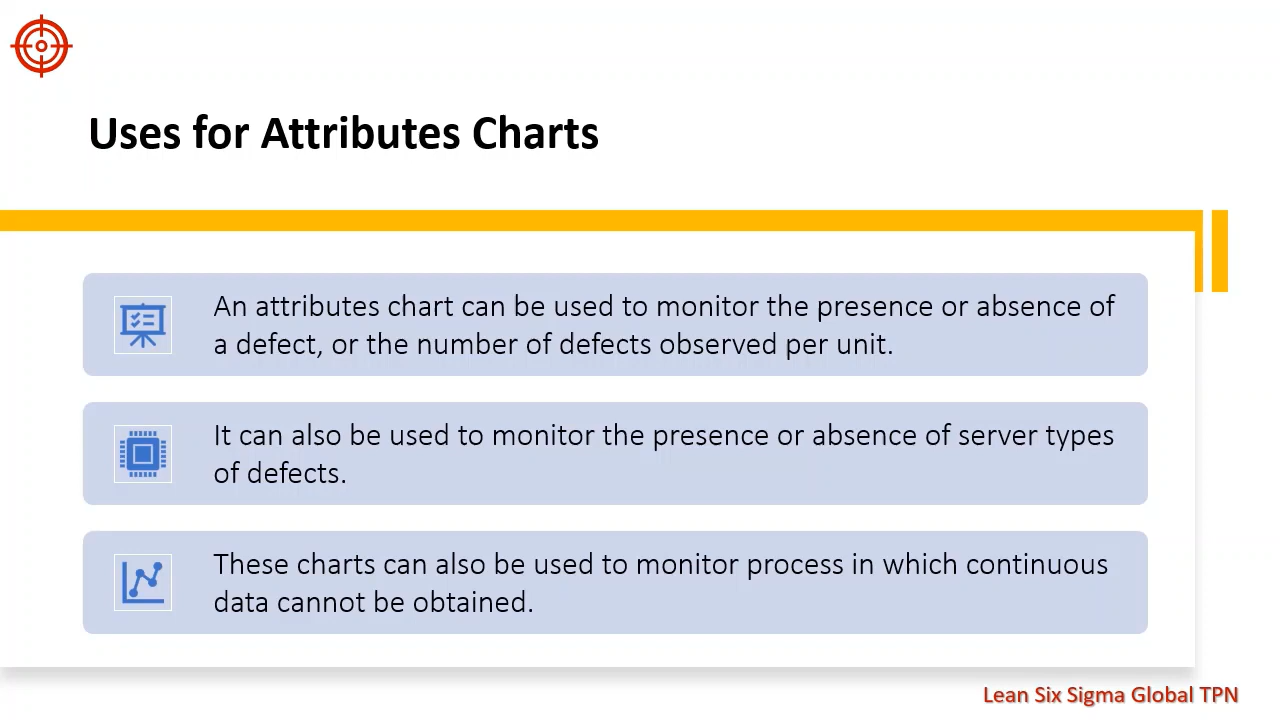 Uses for Attributes Charts
An attributes chart can be used to monitor the presence or absence of
a defect, or the number of defects observed per unit.
It can also be used to monitor the presence or absence of server types
of defects.
These charts can also be used to monitor process in which continuous
data cannot be obtained.
Lean Six Sigma Global TPN